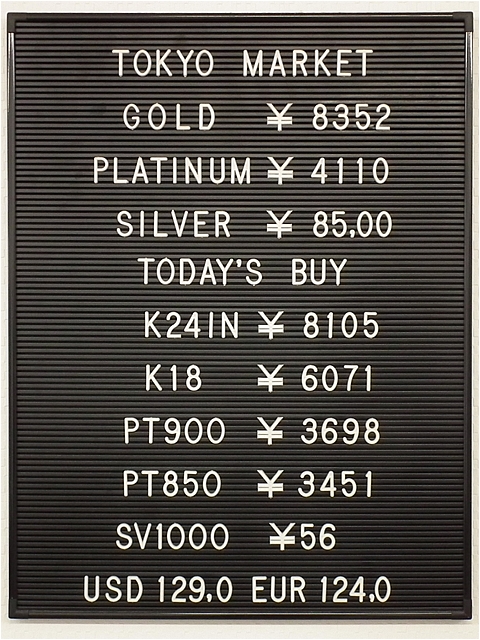 TOKYO MARKET
GOLD ¥ 8352
PLATINUM ¥ 4110
SILVER ¥ 85.00
TODAY'S BUY
K24IN ¥ 8105
K18 ¥ 6071
PT900 ¥ 3698
PT850 ¥ 3451
SV1000 ¥56
USD 129.0 EUR 124.0